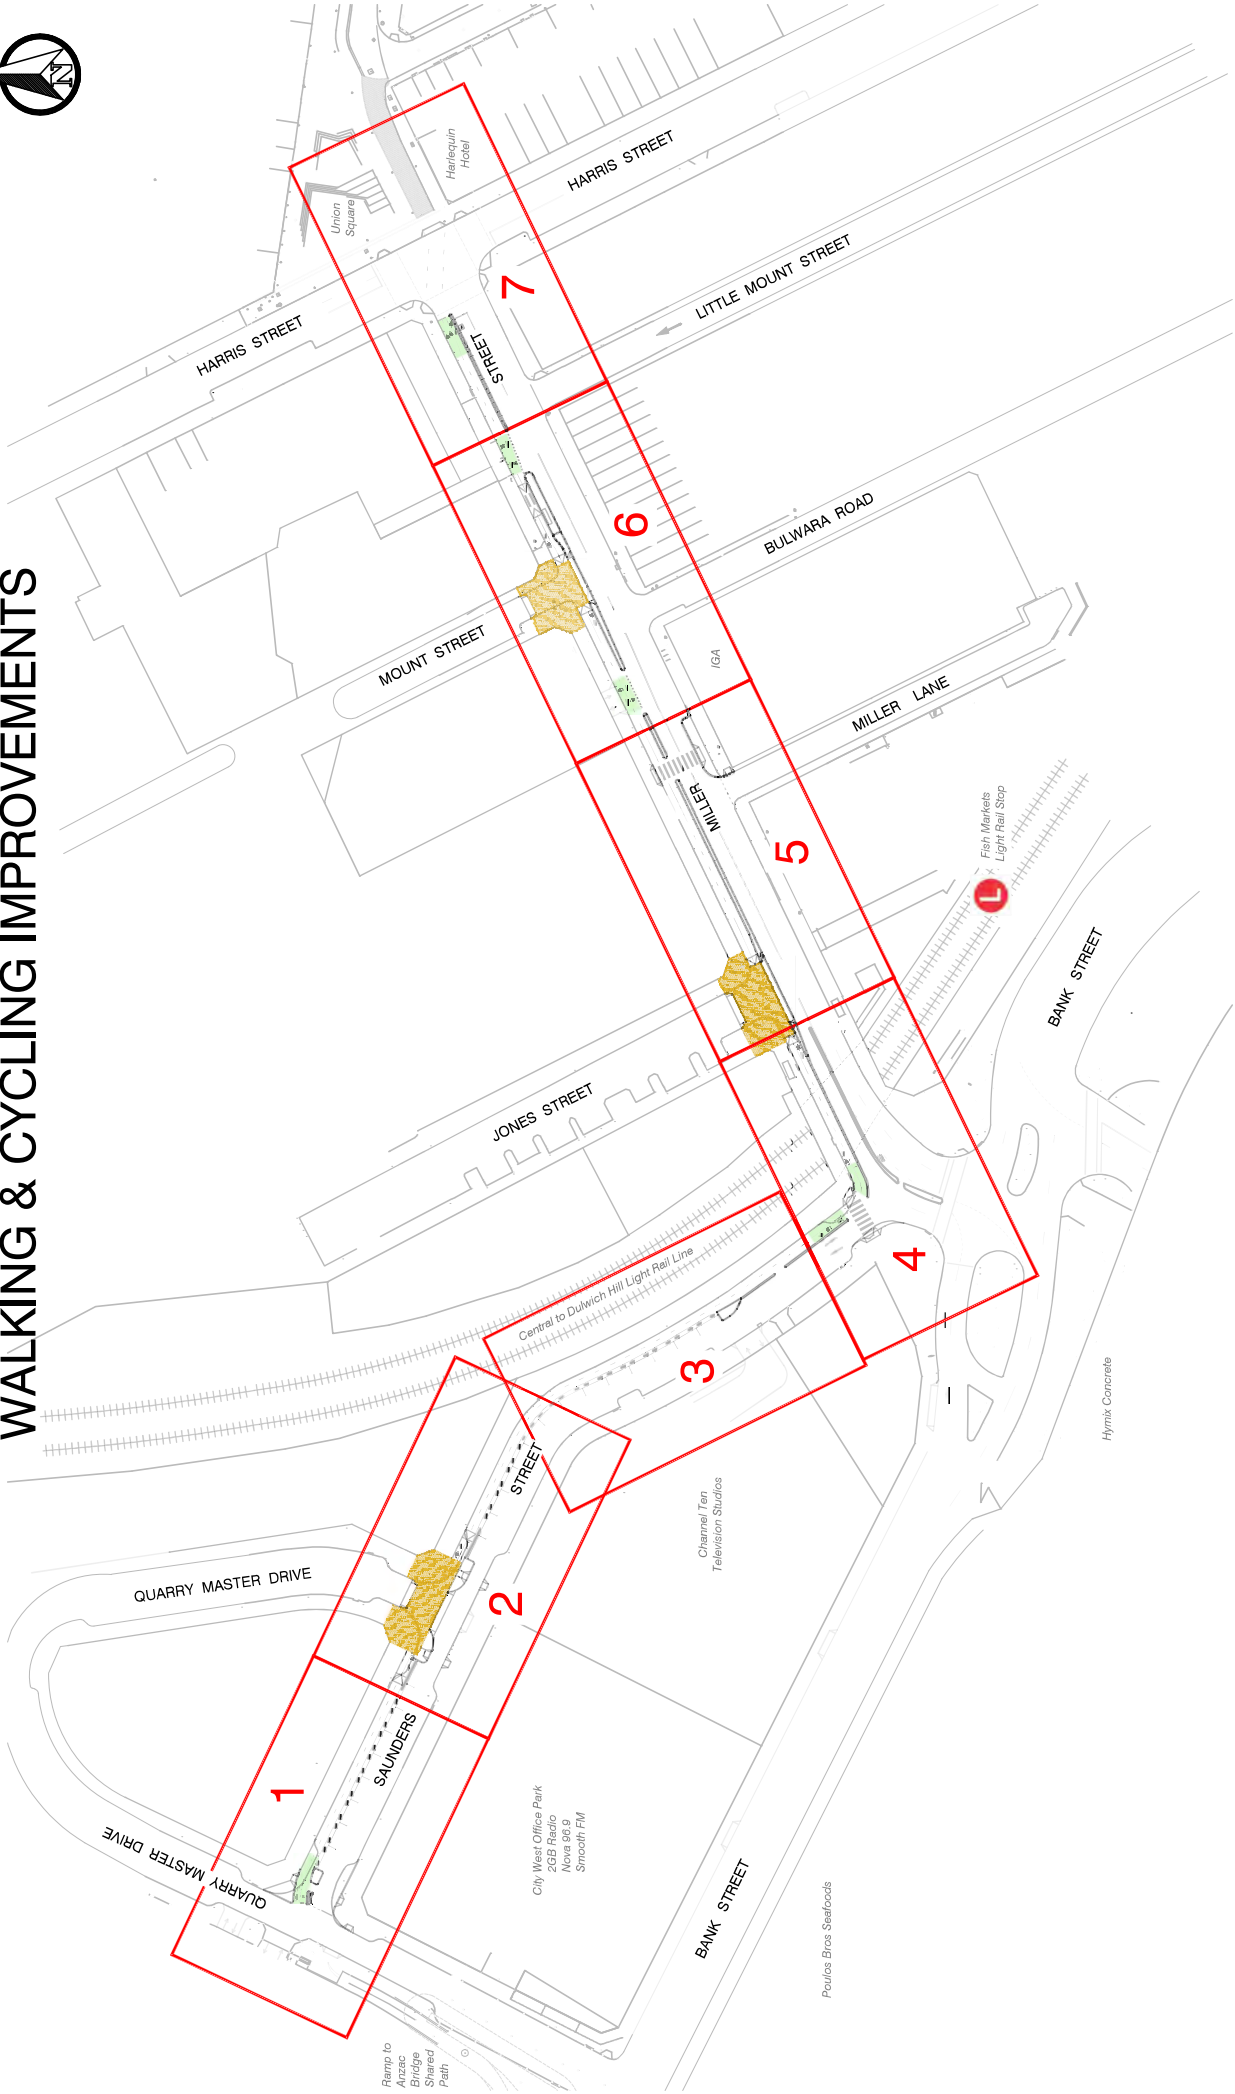 WALKING & CYCLING IMPROVEMENTS
N
Ramp to
Anzac
Bridge
Shared
Path
QUARRY MASTER DRIVE
1
SAUNDERS
City West Office Park
2GB Radio
Nova 96.9
Smooth FM
BANK STREET
Poulos Bros Seafoods
QUARRY MASTER DRIVE
2
STREET
Channel Ten
Television Studios
Hymix Concrete
3
Central to Dulwich Hill Light Rail Line
4
JONES STREET
BANK STREET
L
Fish Markets
Light Rail Stop
5
MILLER
MILLER LANE
IGA
MOUNT STREET
6
BULWARA ROAD
STREET
7
LITTLE MOUNT STREET
HARRIS STREET
Union
Square
Harlequin
Hotel
HARRIS STREET